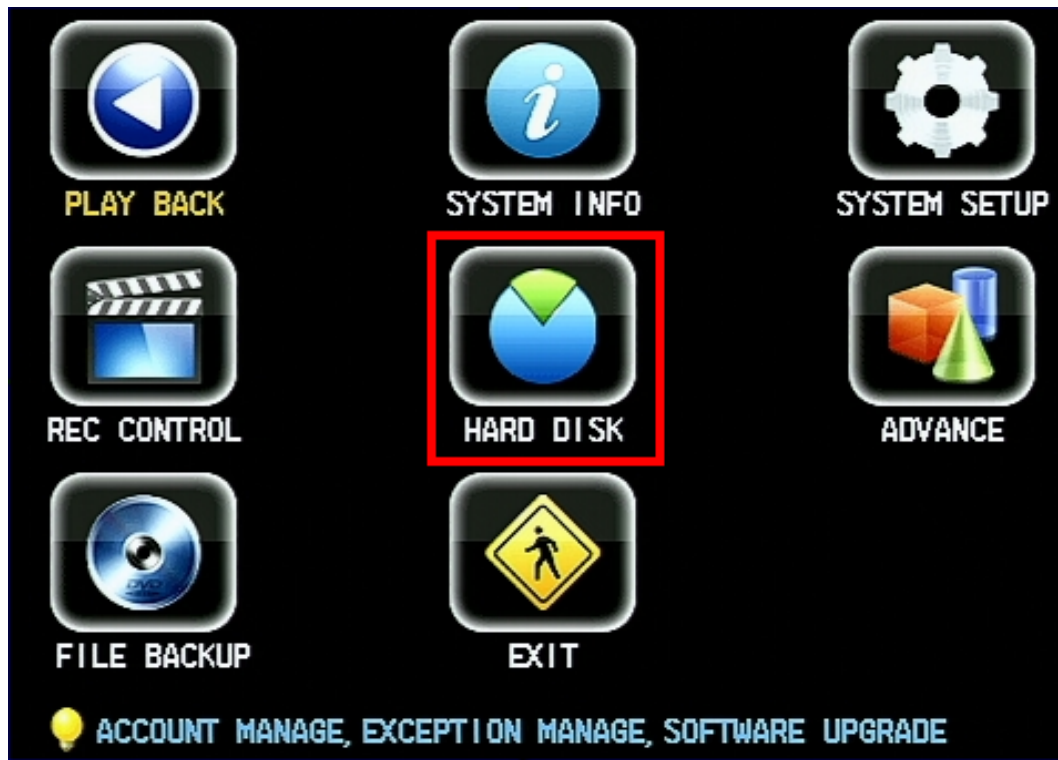 PLAY BACK
SYSTEM INFO
SYSTEM SETUP
REC CONTROL
HARD DISK
ADVANCE
DVD
FILE BACKUP
EXIT
ACCOUNT MANAGE, EXCEPTION MANAGE, SOFTWARE UPGRADE